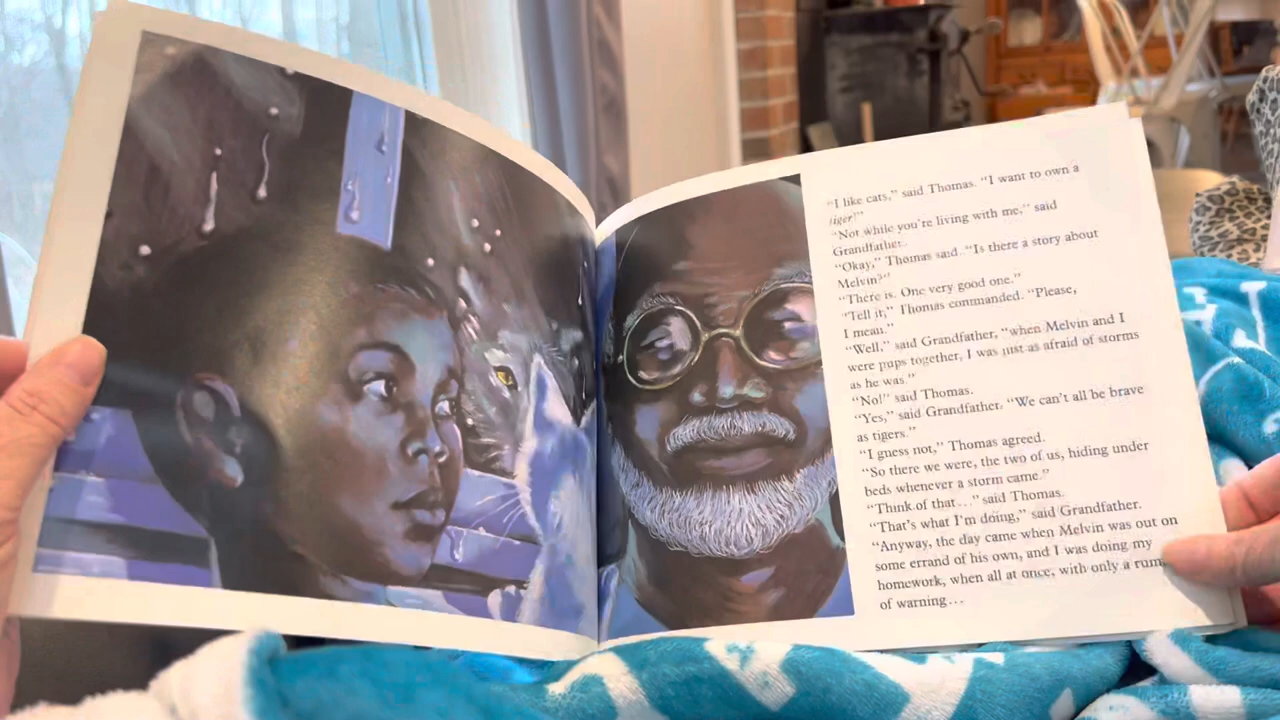 “I like cats,” said Thomas. “I want to own a
tiger!”
“Not while you’re living with me,” said
Grandfather.
“Okay,” Thomas said. “Is there a story about
Melvin?”
“There is. One very good one.”
“Tell it,” Thomas commanded. “Please,
I mean.”
“Well,” said Grandfather, “when Melvin and I
were pups together, I was just as afraid of storms
as he was.”
“No!” said Thomas.
“Yes,” said Grandfather. “We can’t all be brave
as tigers.”
“I guess not,” Thomas agreed.
“So there we were, the two of us, hiding under
beds whenever a storm came.”
“Think of that...” said Thomas.
“That’s what I’m doing,” said Grandfather.
“Anyway, the day came when Melvin was out on
some errand of his own, and I was doing my
homework, when all at once, with only a
of warning...